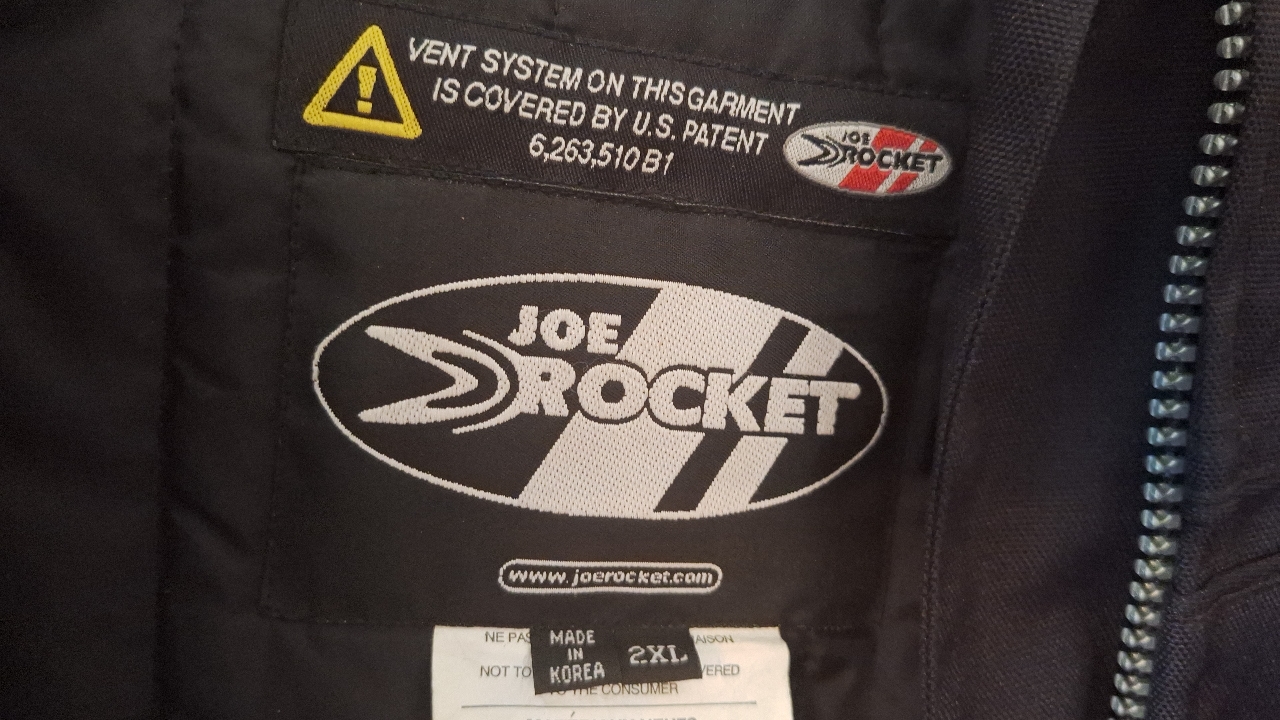 VENT SYSTEM ON THIS GARMENT
IS COVERED BY U.S. PATENT
6,263,510 B1
JOE
ROCKET
JOE
ROCKET
www.joerocket.com
MADE
IN
KOREA
2XL
NE PAS
NOT TO
THE CONSUMER